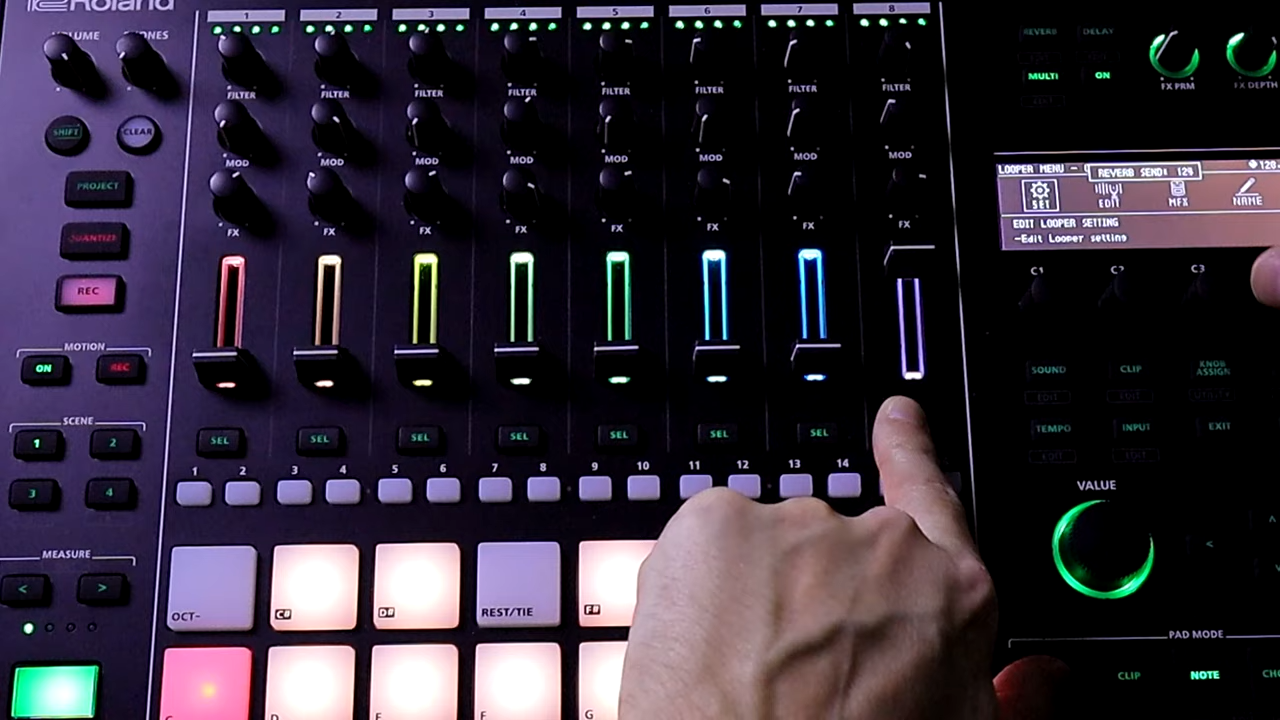 Roland
VOLUME
PHONES
1 2 3 4 5 6 7 8
FILTER FILTER FILTER FILTER FILTER FILTER FILTER FILTER
MOD MOD MOD MOD MOD MOD MOD MOD
FX FX FX FX FX FX FX FX
SHIFT
CLEAR
PROJECT
QUANTIZE
REC
MOTION
ON REC
SCENE
1 2
3 4
MEASURE
< >
SEL SEL SEL SEL SEL SEL SEL
1 2 3 4 5 6 7 8 9 10 11 12 13 14
OCT- C# D# REST/TIE F#
REVERB DELAY
MULTI ON
EDIT
FX PRM FX DEPTH
LOOPER MENU -
REVERB SEND: 12%
SET EDIT MFX NAME
EDIT LOOPER SETTING
-Edit Looper setting
C1 C2 C3
SOUND CLIP KNOB ASSIGN
EDIT EDIT UTILITY
TEMPO INPUT EXIT
EDIT EDIT
VALUE
<
PAD MODE
CLIP NOTE